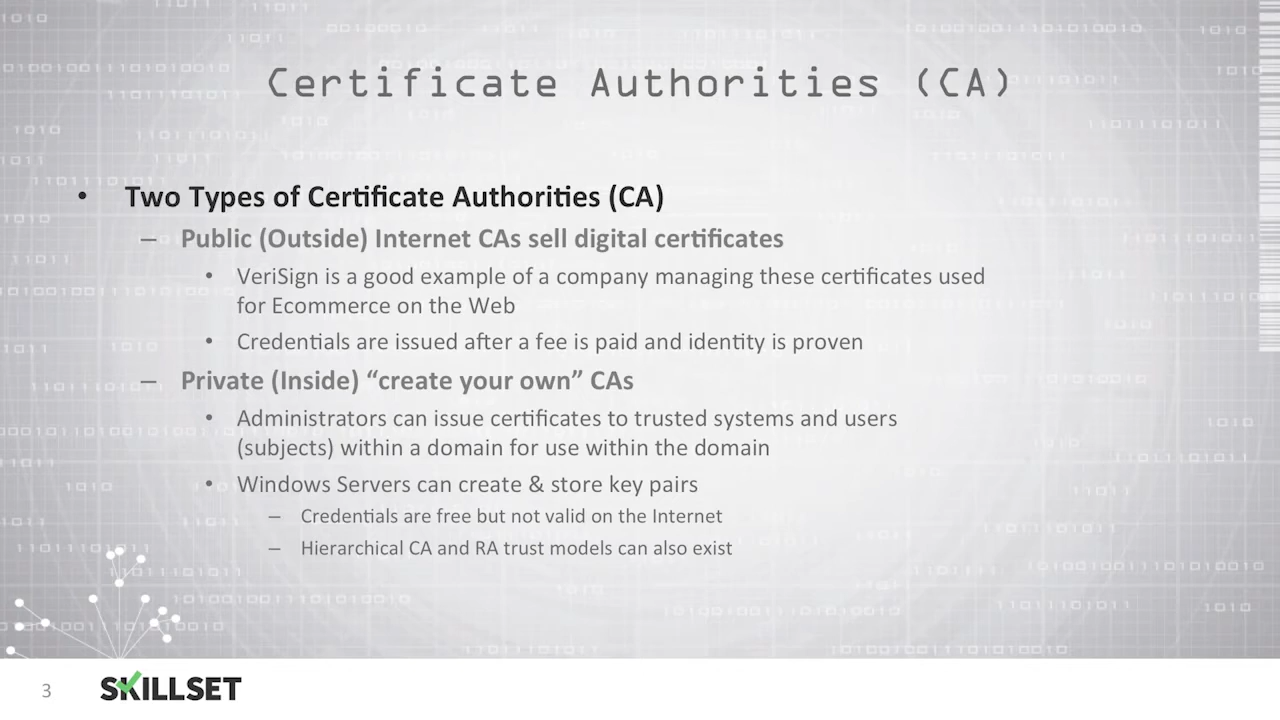 Certificate Authorities (CA)
• Two Types of Certificate Authorities (CA)
– Public (Outside) Internet CAs sell digital certificates
• VeriSign is a good example of a company managing these certificates used
for Ecommerce on the Web
• Credentials are issued after a fee is paid and identity is proven
– Private (Inside) “create your own” CAs
• Administrators can issue certificates to trusted systems and users
(subjects) within a domain for use within the domain
• Windows Servers can create & store key pairs
– Credentials are free but not valid on the Internet
– Hierarchical CA and RA trust models can also exist
3
SKILLSET